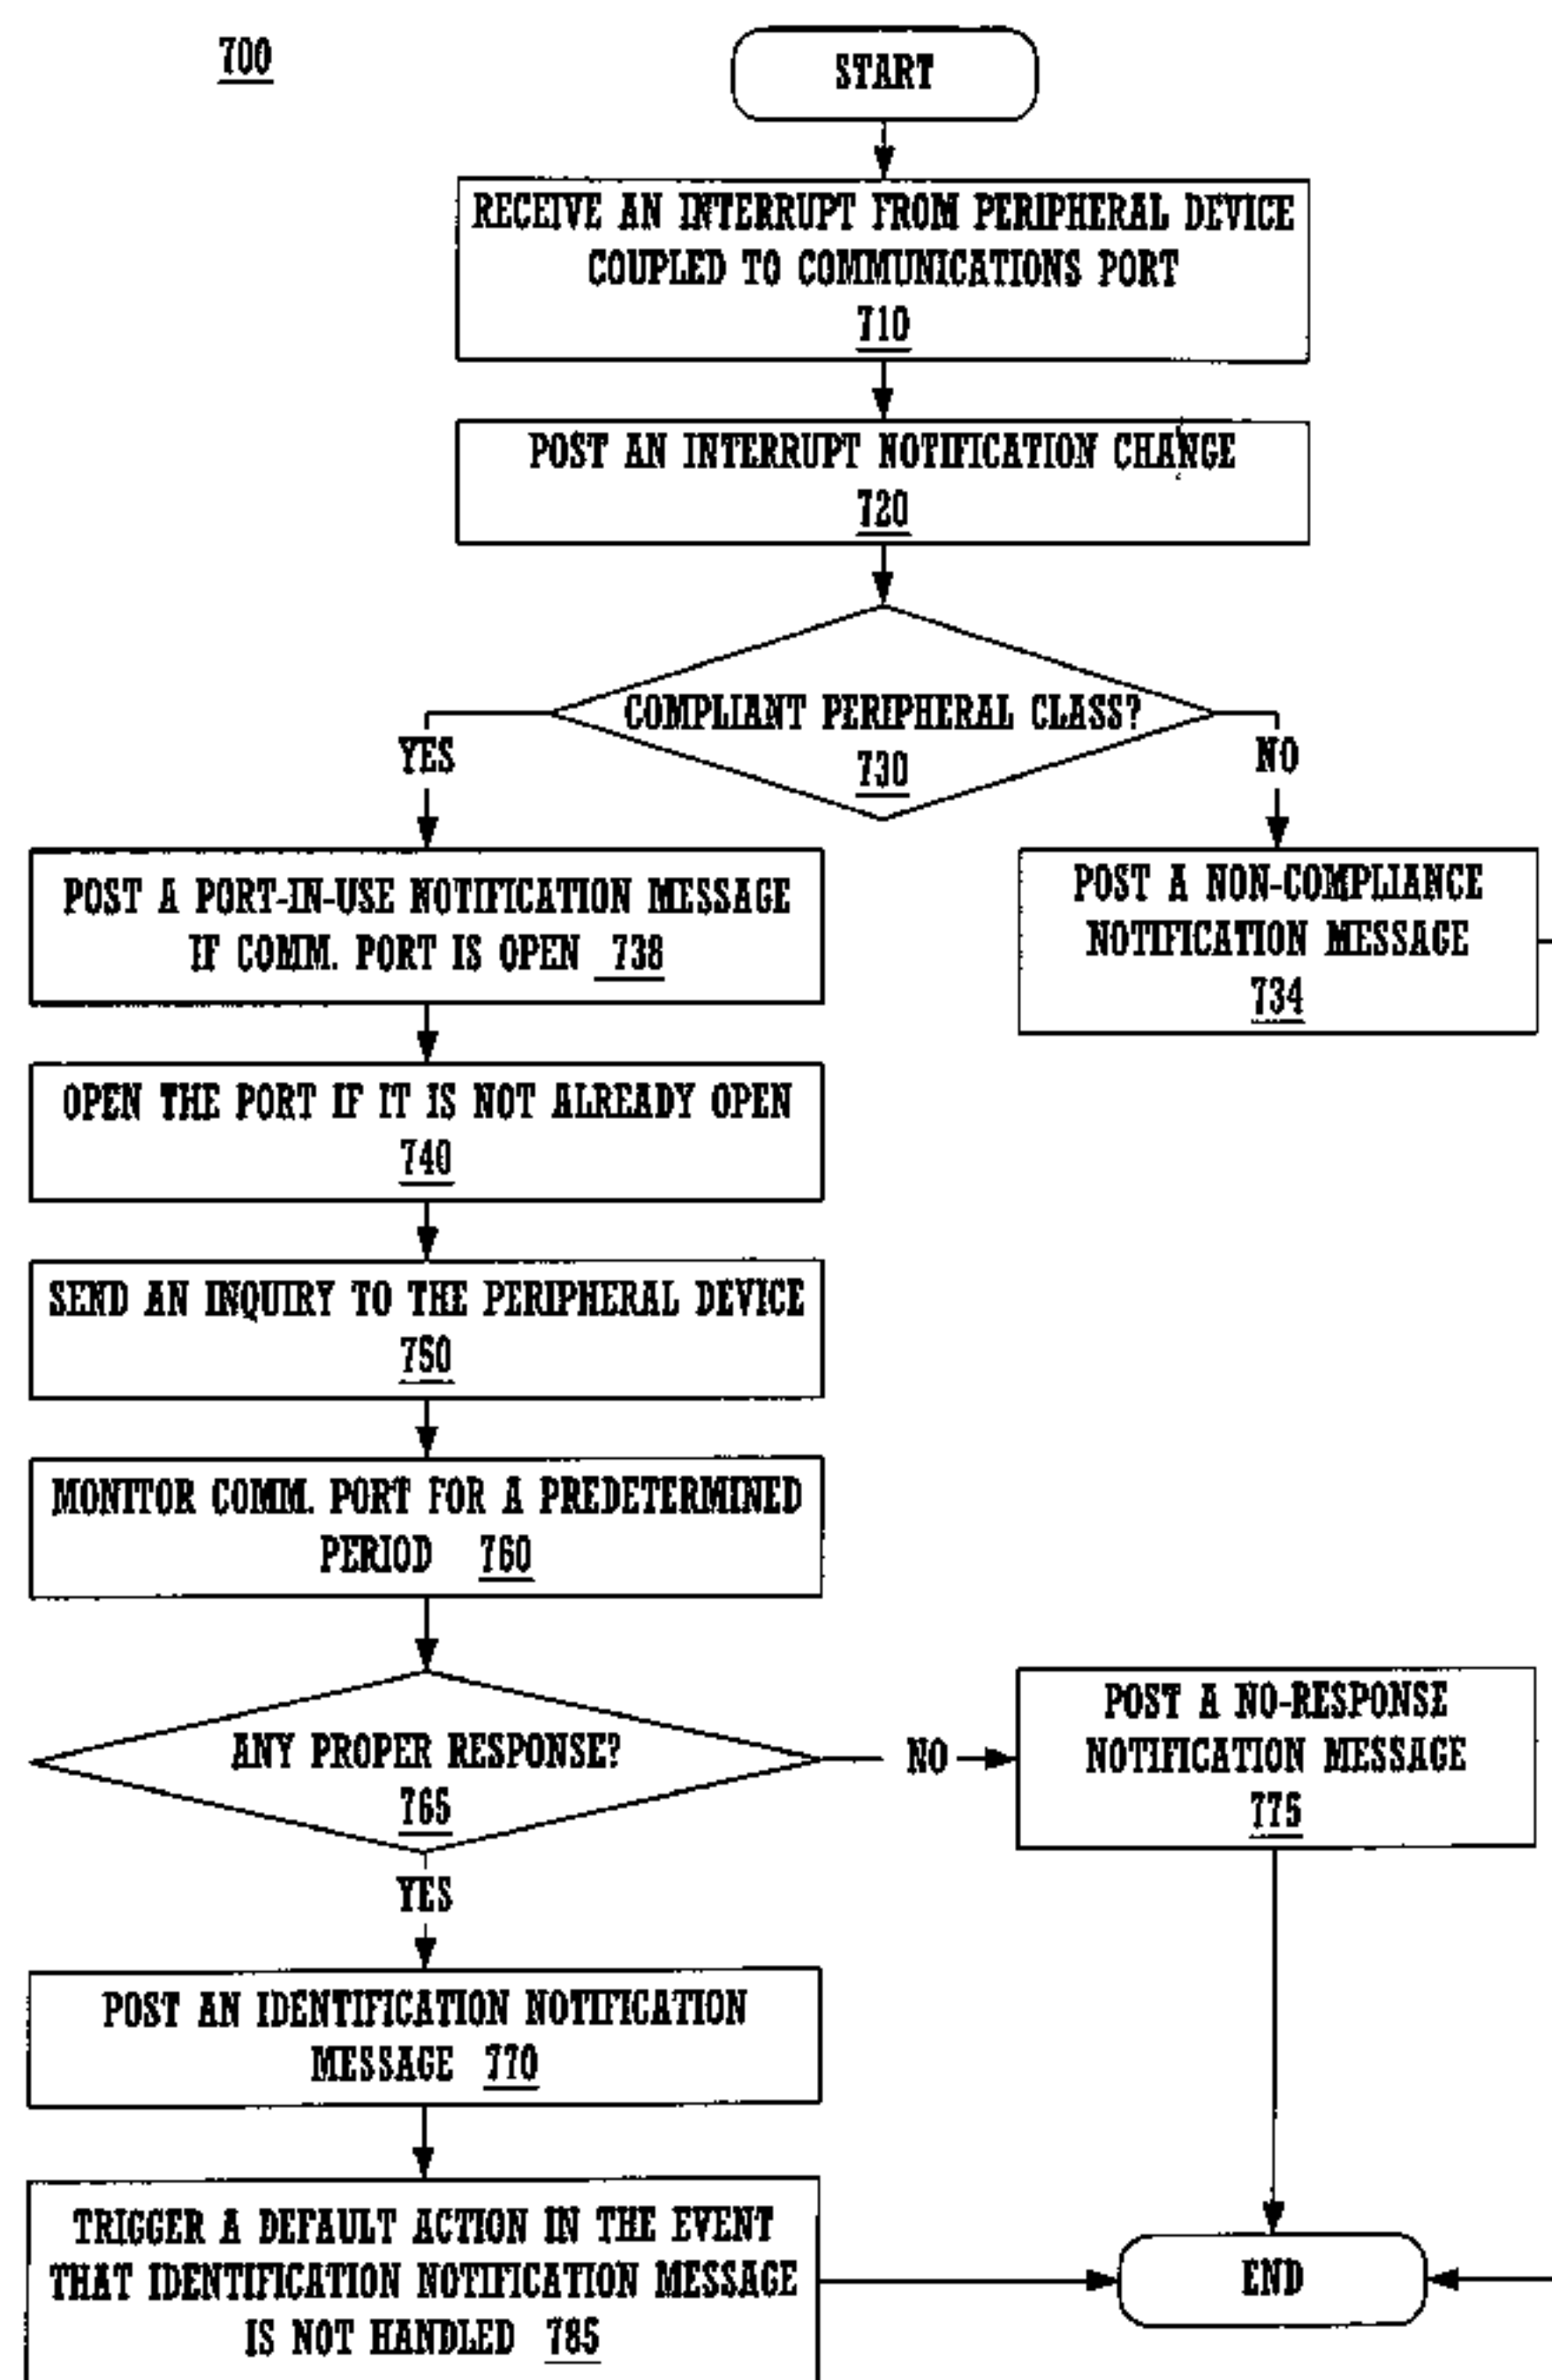 700
START
RECEIVE AN INTERRUPT FROM PERIPHERAL DEVICE
COUPLED TO COMMUNICATIONS PORT
710
POST AN INTERRUPT NOTIFICATION CHANGE
720
COMPLIANT PERIPHERAL CLASS?
730
YES
NO
POST A PORT-IN-USE NOTIFICATION MESSAGE
IF COMM. PORT IS OPEN 738
POST A NON-COMPLIANCE
NOTIFICATION MESSAGE
734
OPEN THE PORT IF IT IS NOT ALREADY OPEN
740
SEND AN INQUIRY TO THE PERIPHERAL DEVICE
750
MONITOR COMM. PORT FOR A PREDETERMINED
PERIOD 760
ANY PROPER RESPONSE?
765
NO
POST A NO-RESPONSE
NOTIFICATION MESSAGE
775
YES
POST AN IDENTIFICATION NOTIFICATION
MESSAGE 770
TRIGGER A DEFAULT ACTION IN THE EVENT
THAT IDENTIFICATION NOTIFICATION MESSAGE
IS NOT HANDLED 785
END